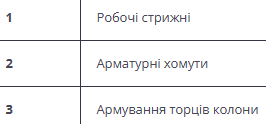 1 Робочі стрижні
2 Арматурні хомути
3 Армування торців колони